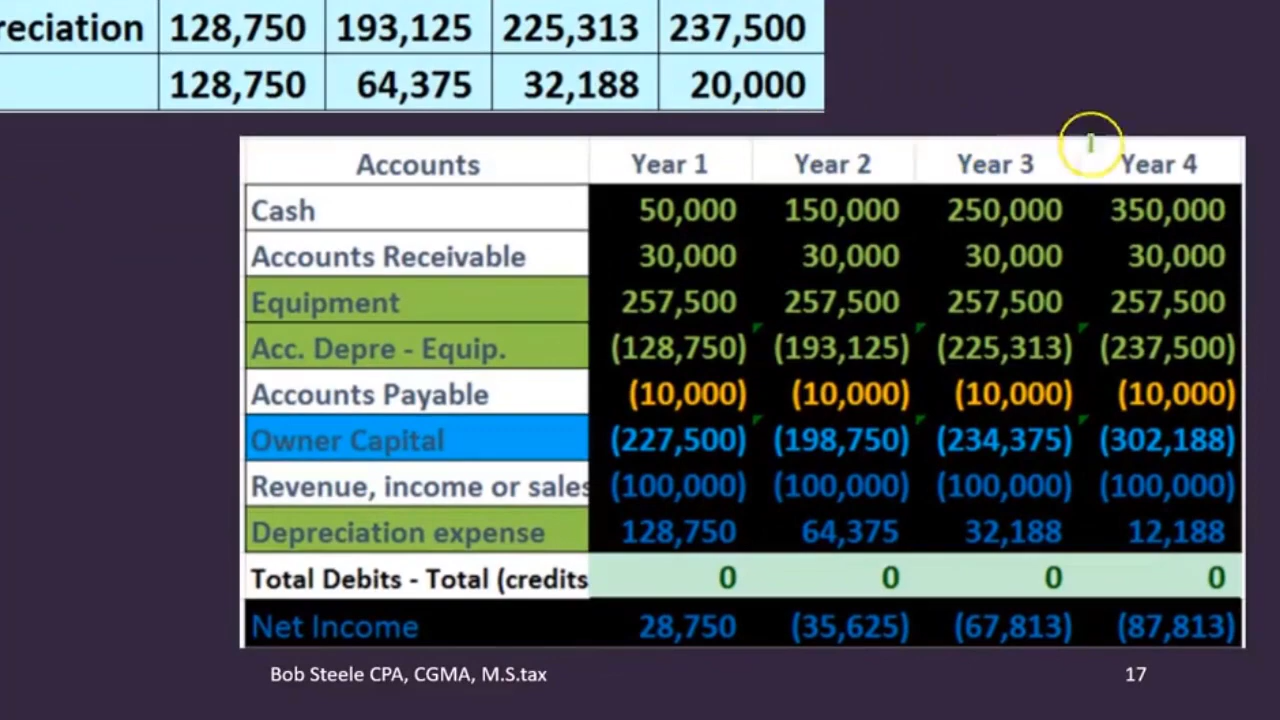 reciation 128,750 193,125 225,313 237,500
128,750 64,375 32,188 20,000
Accounts Year 1 Year 2 Year 3 Year 4
Cash 50,000 150,000 250,000 350,000
Accounts Receivable 30,000 30,000 30,000 30,000
Equipment 257,500 257,500 257,500 257,500
Acc. Depre - Equip. (128,750) (193,125) (225,313) (237,500)
Accounts Payable (10,000) (10,000) (10,000) (10,000)
Owner Capital (227,500) (198,750) (234,375) (302,188)
Revenue, income or sales (100,000) (100,000) (100,000) (100,000)
Depreciation expense 128,750 64,375 32,188 12,188
Total Debits - Total (credits 0 0 0 0
Net Income 28,750 (35,625) (67,813) (87,813)
Bob Steele CPA, CGMA, M.S.tax 17